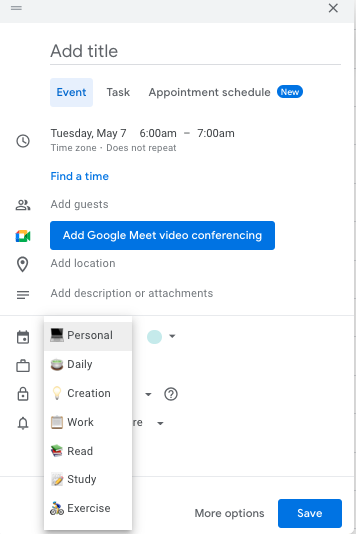 Add title
Event Task Appointment schedule New
Tuesday, May 7 6:00am – 7:00am
Time zone · Does not repeat
Find a time
Add guests
Add Google Meet video conferencing
Add location
Add description or attachments
Personal
Daily
Creation
Work
re
Read
Study
Exercise
More options Save